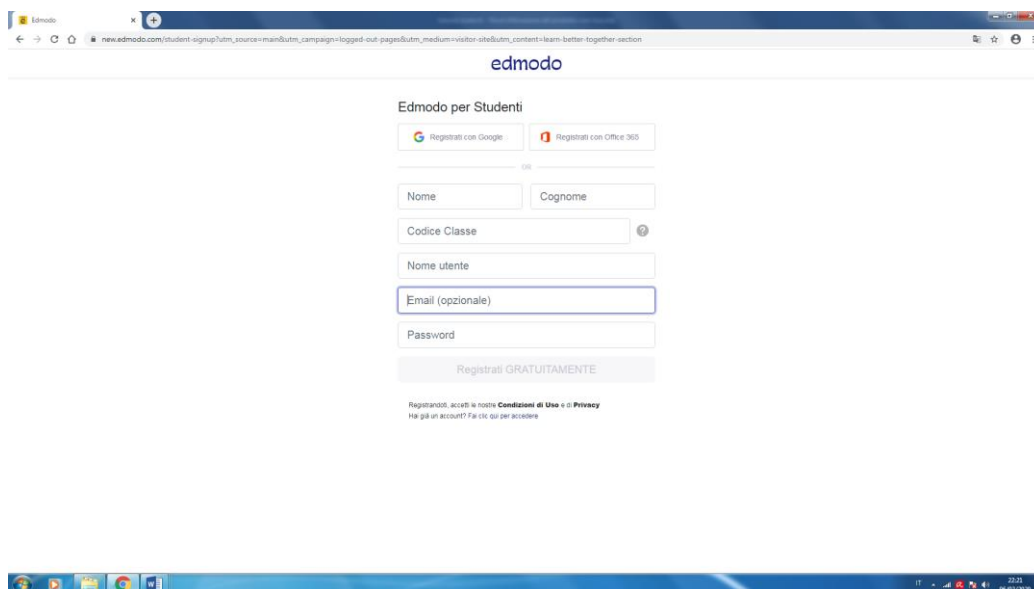 Edmodo
new.edmodo.com/student-signup?utm_source=main&utm_campaign=logged-out-pages&utm_medium=visitor-site&utm_content=learn-better-together-section
edmodo
Edmodo per Studenti
Registrati con Google
Registrati con Office 365
OR
Nome
Cognome
Codice Classe
Nome utente
Email (opzionale)
Password
Registrati GRATUITAMENTE
Registrandoti, accetti le nostre Condizioni di Uso e di Privacy
Hai già un account? Fai clic qui per accedere
IT
22:21